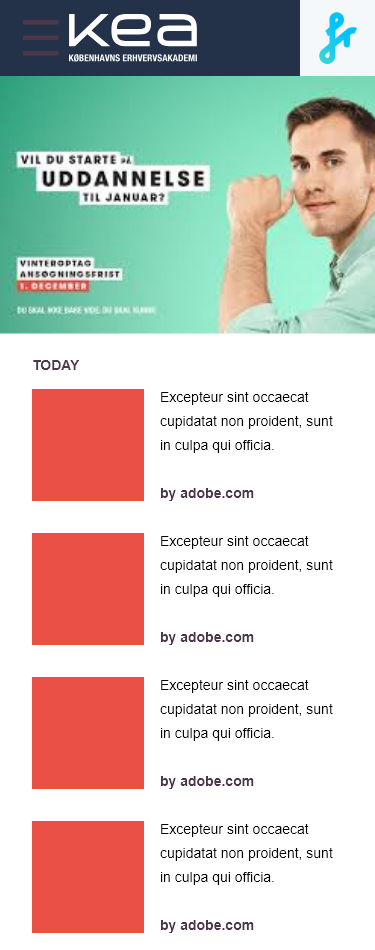 kea
KØBENHAVNS ERHVERVSAKADEMI
fr
VIL DU STARTE PÅ
UDDANNELSE
TIL JANUAR?
VINTEROPTAG
ANSØGNINGSFRIST
1. DECEMBER
DU SKAL IKKE BARE VIDE. DU SKAL KUNNE.
TODAY
Excepteur sint occaecat
cupidatat non proident, sunt
in culpa qui officia.
by adobe.com
Excepteur sint occaecat
cupidatat non proident, sunt
in culpa qui officia.
by adobe.com
Excepteur sint occaecat
cupidatat non proident, sunt
in culpa qui officia.
by adobe.com
Excepteur sint occaecat
cupidatat non proident, sunt
in culpa qui officia.
by adobe.com